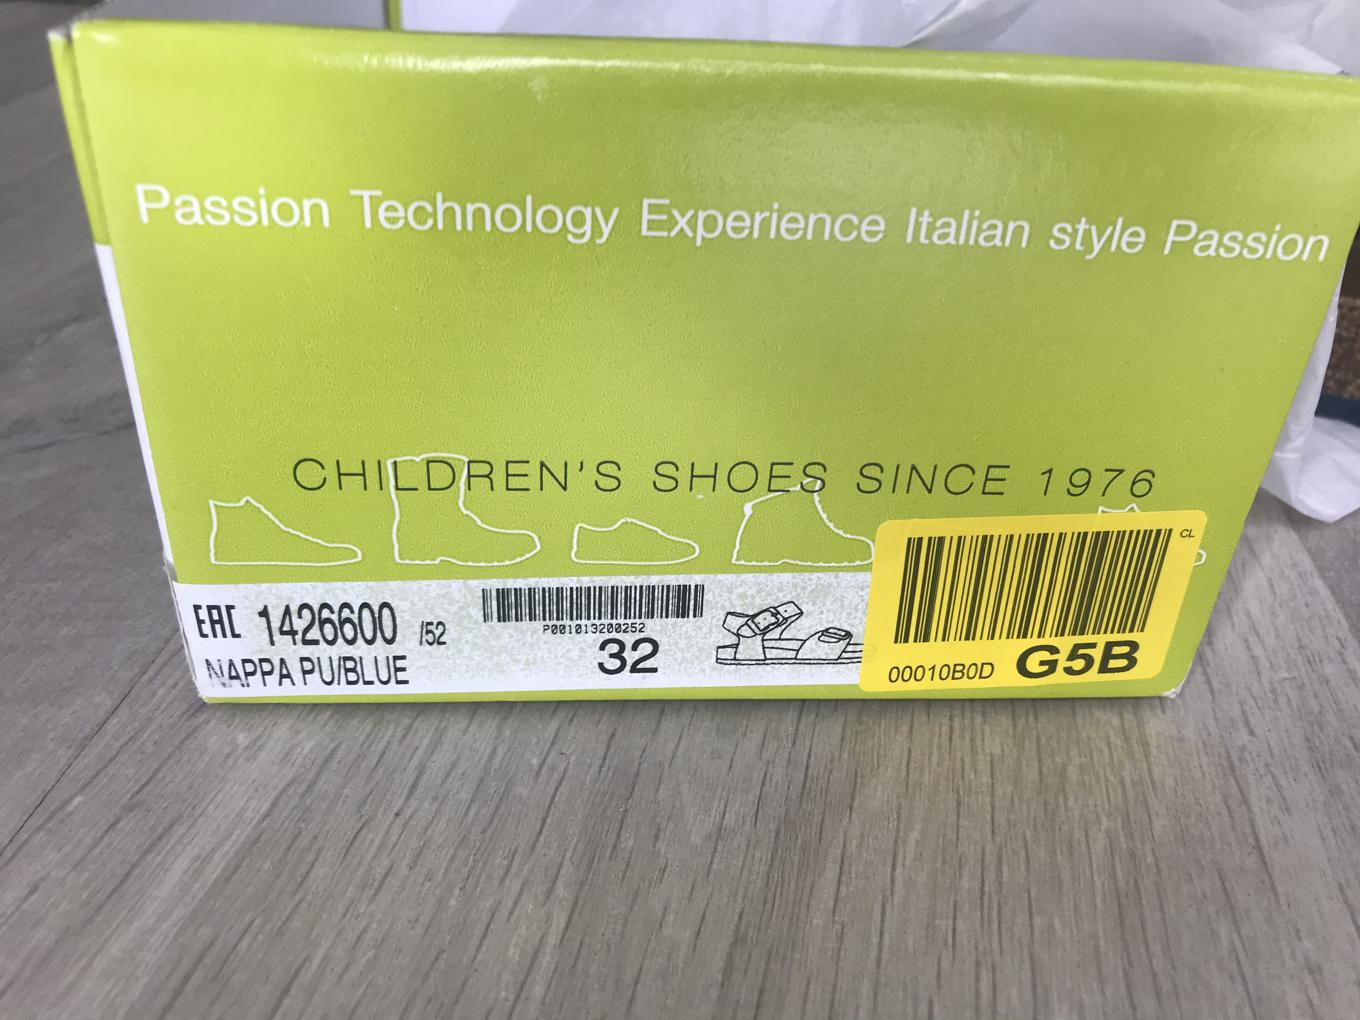 Passion Technology Experience Italian style Passion
CHILDREN'S SHOES SINCE 1976
EAC 1426600 /52
NAPPA PU/BLUE
P001013200252
32
CL
00010B0D G5B